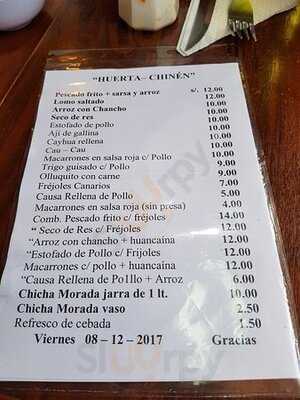 "HUERTA– CHINÉN"
Pescado frito + sarsa y arroz s/. 12.00
Lomo saltado 12.00
Arroz con Chancho 10.00
Seco de res 10.00
Estofado de pollo 10.00
Ají de gallina 10.00
Cayhua rellena 10.00
Cau – Cau 10.00
Macarrones en salsa roja c/ Pollo 10.00
Trigo guisado c/ Pollo 9.00
Olluquito con carne 9.00
Fréjoles Canarios 7.00
Causa Rellena de Pollo 5.00
Macarrones en salsa roja (sin presa) 4.00
Comb. Pescado frito c/ fréjoles 14.00
" Seco de Res c/ Fréjoles 12.00
"Arroz con chancho + huancaína 12.00
"Estofado de Pollo c/ Frijoles 12.00
Macarrones c/ pollo + huancaína 12.00
"Causa Rellena de Pollo + Arroz 6.00
Chicha Morada jarra de 1 lt. 10.00
Chicha Morada vaso 2.50
Refresco de cebada 1.50
Viernes 08 – 12 – 2017 Gracias
sluurpy